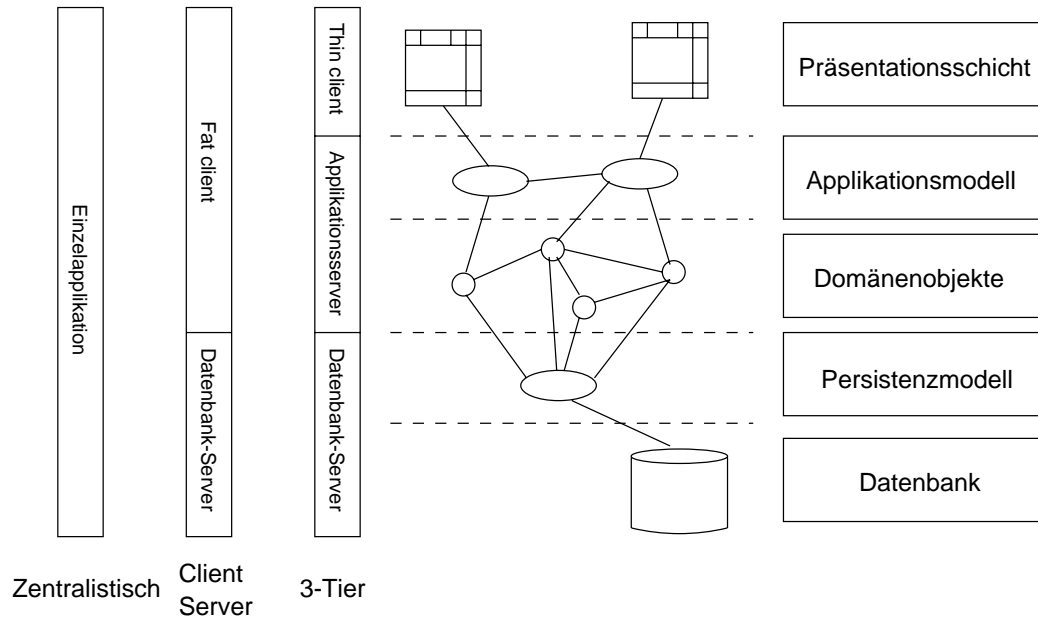 Einzelapplikation
Fat client
Datenbank-Server
Thin client
Applikationsserver
Datenbank-Server
Präsentationsschicht
Applikationsmodell
Domänenobjekte
Persistenzmodell
Datenbank
Zentralistisch
Client
Server
3-Tier